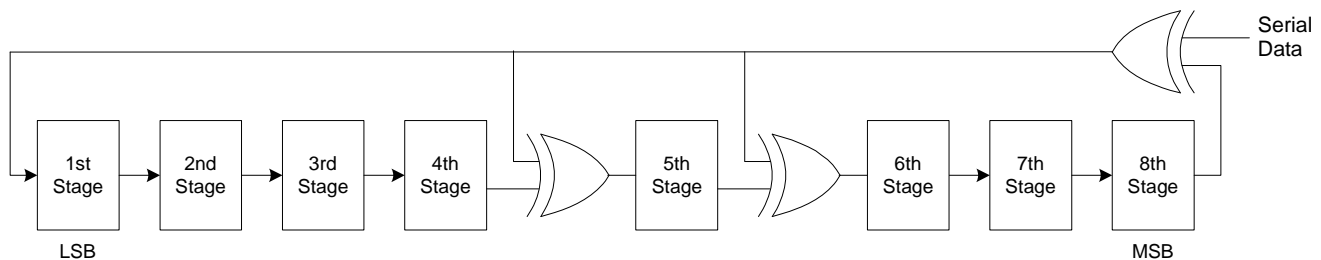 Serial
Data
1st
Stage
2nd
Stage
3rd
Stage
4th
Stage
5th
Stage
6th
Stage
7th
Stage
8th
Stage
LSB
MSB